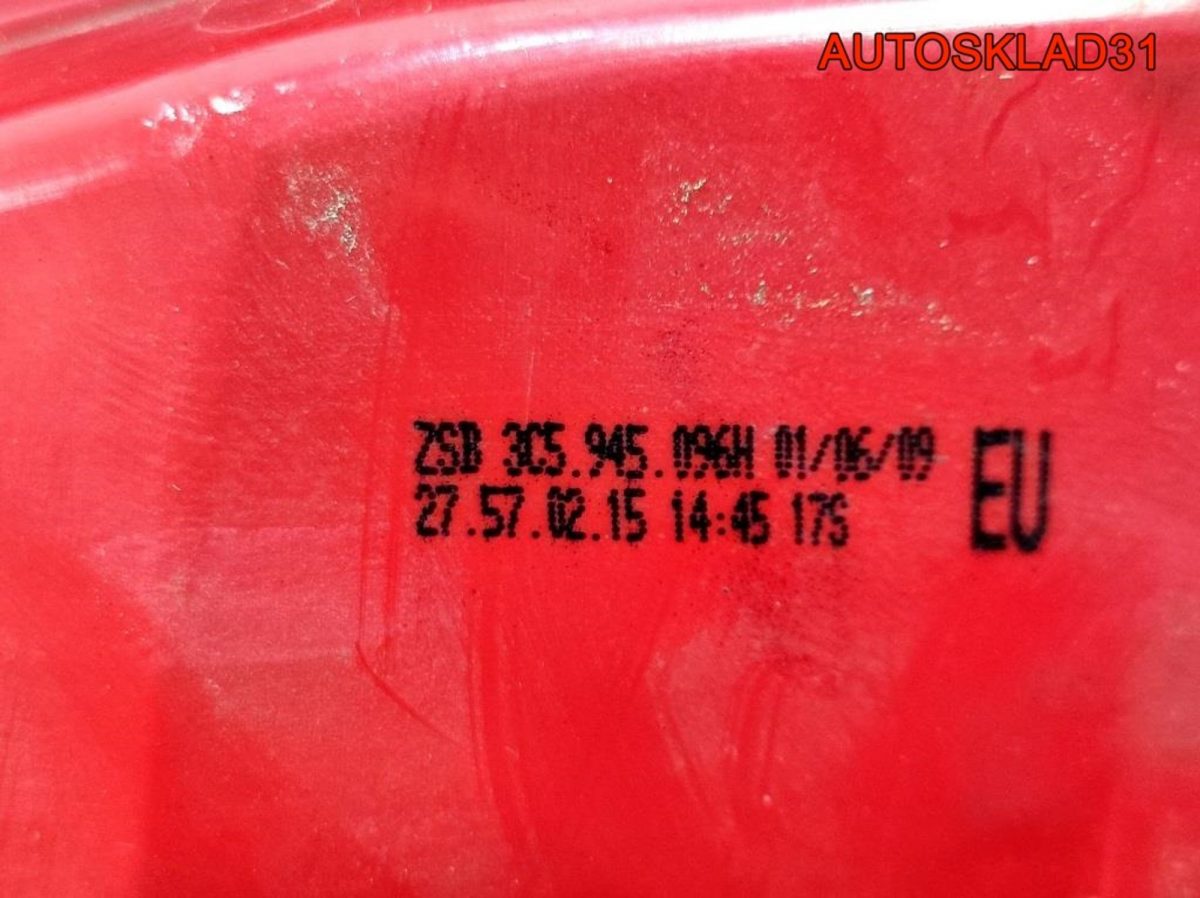 AUTOSKLAD31
ZSB 3C5.945.096H 01/06/09 EU
27.57.02.15 14:45 17S